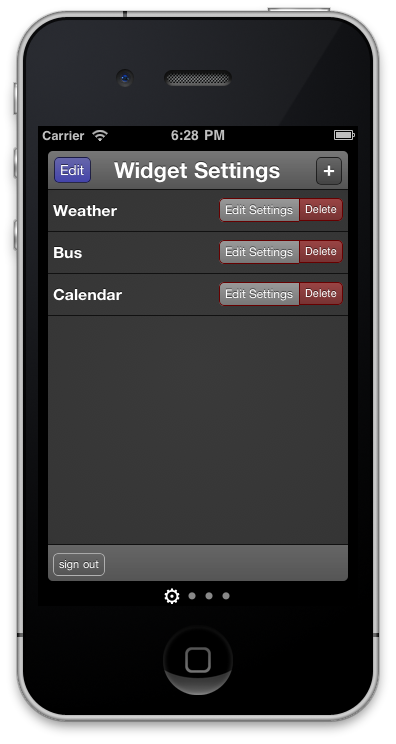 Carrier 6:28 PM
Edit Widget Settings +
Weather Edit Settings Delete
Bus Edit Settings Delete
Calendar Edit Settings Delete
sign out